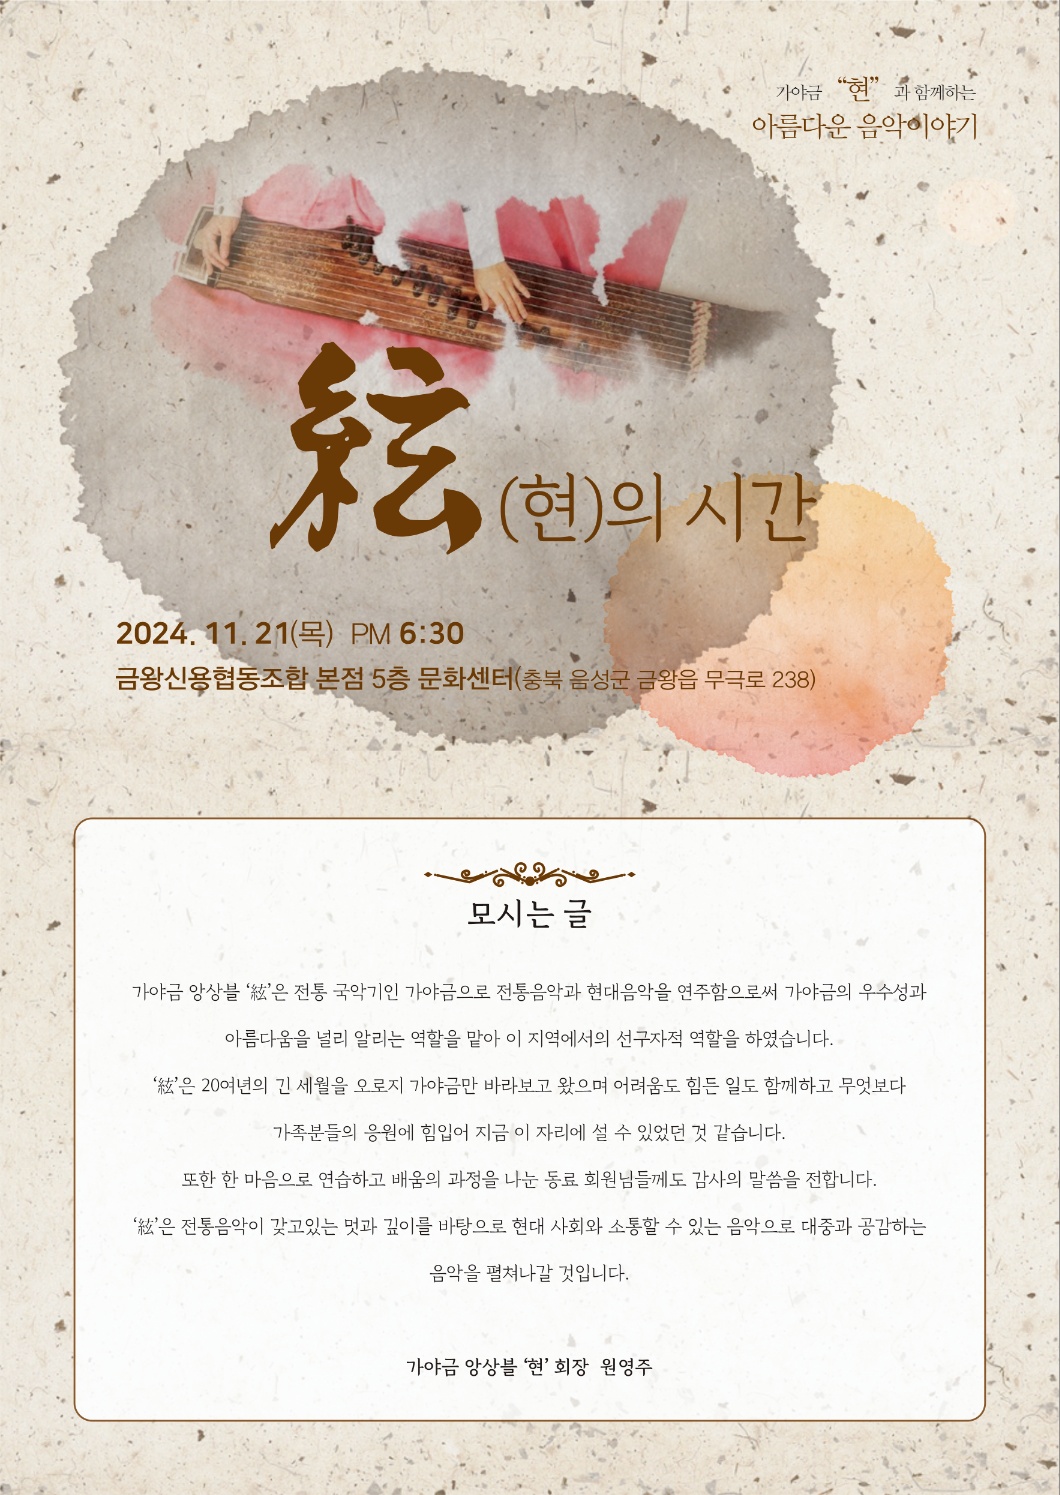 가야금 “현” 과 함께하는
아름다운 음악이야기
絃(현)의 시간
2024. 11. 21(목) PM 6:30
금왕신용협동조합 본점 5층 문화센터(충북 음성군 금왕읍 무극로 238)
모시는 글
가야금 앙상블 ‘絃’은 전통 국악기인 가야금으로 전통음악과 현대음악을 연주함으로써 가야금의 우수성과
아름다움을 널리 알리는 역할을 맡아 이 지역에서의 선구자적 역할을 하였습니다.
‘絃’은 20여년의 긴 세월을 오로지 가야금만 바라보고 왔으며 어려움도 힘든 일도 함께하고 무엇보다
가족분들의 응원에 힘입어 지금 이 자리에 설 수 있었던 것 같습니다.
또한 한 마음으로 연습하고 배움의 과정을 나눈 동료 회원님들께도 감사의 말씀을 전합니다.
‘絃’은 전통음악이 갖고있는 멋과 깊이를 바탕으로 현대 사회와 소통할 수 있는 음악으로 대중과 공감하는
음악을 펼쳐나갈 것입니다.
가야금 앙상블 ‘현’ 회장 원영주